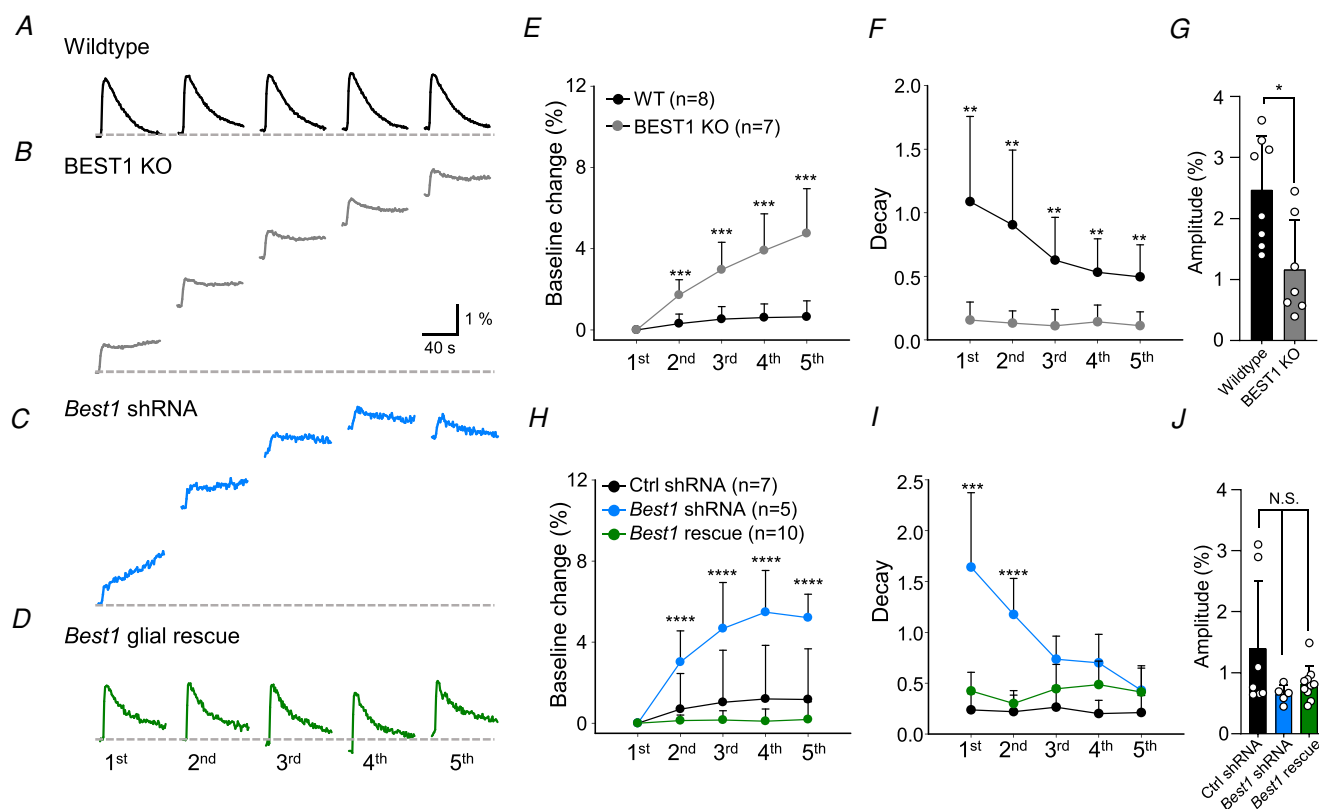 A
Wildtype
B
BEST1 KO
1 %
40 s
C
Best1 shRNA
D
Best1 glial rescue
1st 2nd 3rd 4th 5th
E
Baseline change (%)
12
8
4
0
WT (n=8)
BEST1 KO (n=7)
***
***
***
***
1st 2nd 3rd 4th 5th
F
Decay
2.0
1.5
1.0
0.5
0.0
**
**
**
**
**
1st 2nd 3rd 4th 5th
G
Amplitude (%)
4
3
2
1
0
*
Wildtype
BEST1 KO
H
Baseline change (%)
12
8
4
0
Ctrl shRNA (n=7)
Best1 shRNA (n=5)
Best1 rescue (n=10)
****
****
****
****
1st 2nd 3rd 4th 5th
I
Decay
2.5
2.0
1.5
1.0
0.5
0.0
***
****
1st 2nd 3rd 4th 5th
J
Amplitude (%)
4
3
2
1
0
N.S.
Ctrl shRNA
Best1 shRNA
Best1 rescue